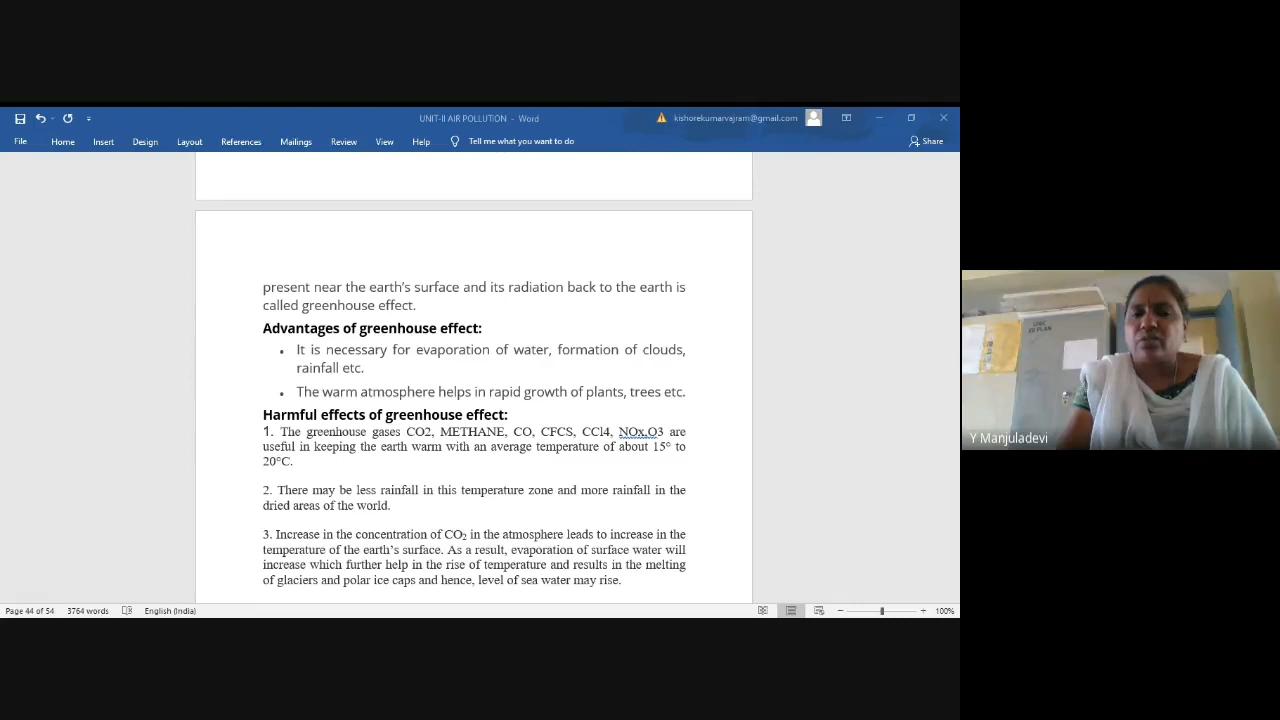 UNIT-II AIR POLLUTION - Word
kishorekumarvajram@gmail.com
File Home Insert Design Layout References Mailings Review View Help Tell me what you want to do Share
present near the earth's surface and its radiation back to the earth is
called greenhouse effect.
Advantages of greenhouse effect:
• It is necessary for evaporation of water, formation of clouds,
rainfall etc.
• The warm atmosphere helps in rapid growth of plants, trees etc.
Harmful effects of greenhouse effect:
1. The greenhouse gases CO2, METHANE, CO, CFCS, CCl4, NOx,O3 are
useful in keeping the earth warm with an average temperature of about 15° to
20°C.
2. There may be less rainfall in this temperature zone and more rainfall in the
dried areas of the world.
3. Increase in the concentration of CO₂ in the atmosphere leads to increase in the
temperature of the earth's surface. As a result, evaporation of surface water will
increase which further help in the rise of temperature and results in the melting
of glaciers and polar ice caps and hence, level of sea water may rise.
Page 44 of 54 3764 words English (India) 100%
Y Manjuladevi